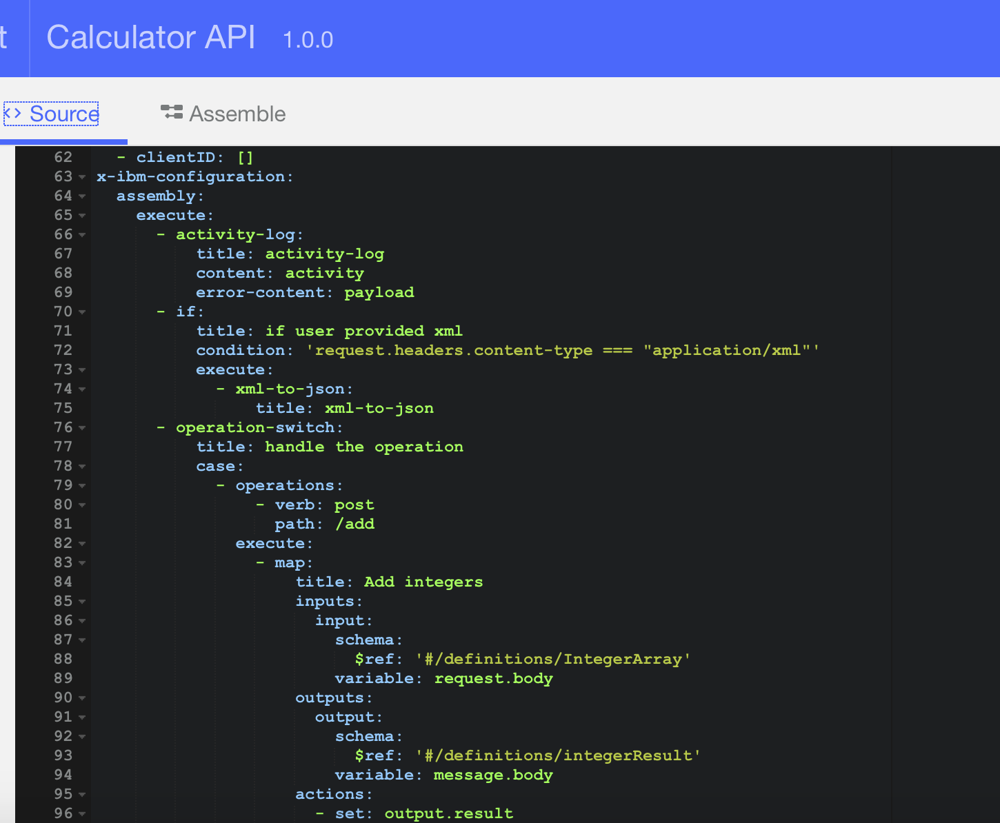 t
Calculator API 1.0.0
<> Source Assemble
62   - clientID: []
63 x-ibm-configuration:
64   assembly:
65     execute:
66       - activity-log:
67           title: activity-log
68           content: activity
69           error-content: payload
70       - if:
71           title: if user provided xml
72           condition: 'request.headers.content-type === "application/xml"'
73           execute:
74             - xml-to-json:
75                 title: xml-to-json
76       - operation-switch:
77           title: handle the operation
78           case:
79             - operations:
80                 - verb: post
81                   path: /add
82               execute:
83                 - map:
84                     title: Add integers
85                     inputs:
86                       input:
87                         schema:
88                           $ref: '#/definitions/IntegerArray'
89                         variable: request.body
90                     outputs:
91                       output:
92                         schema:
93                           $ref: '#/definitions/integerResult'
94                         variable: message.body
95                     actions:
96                       - set: output.result